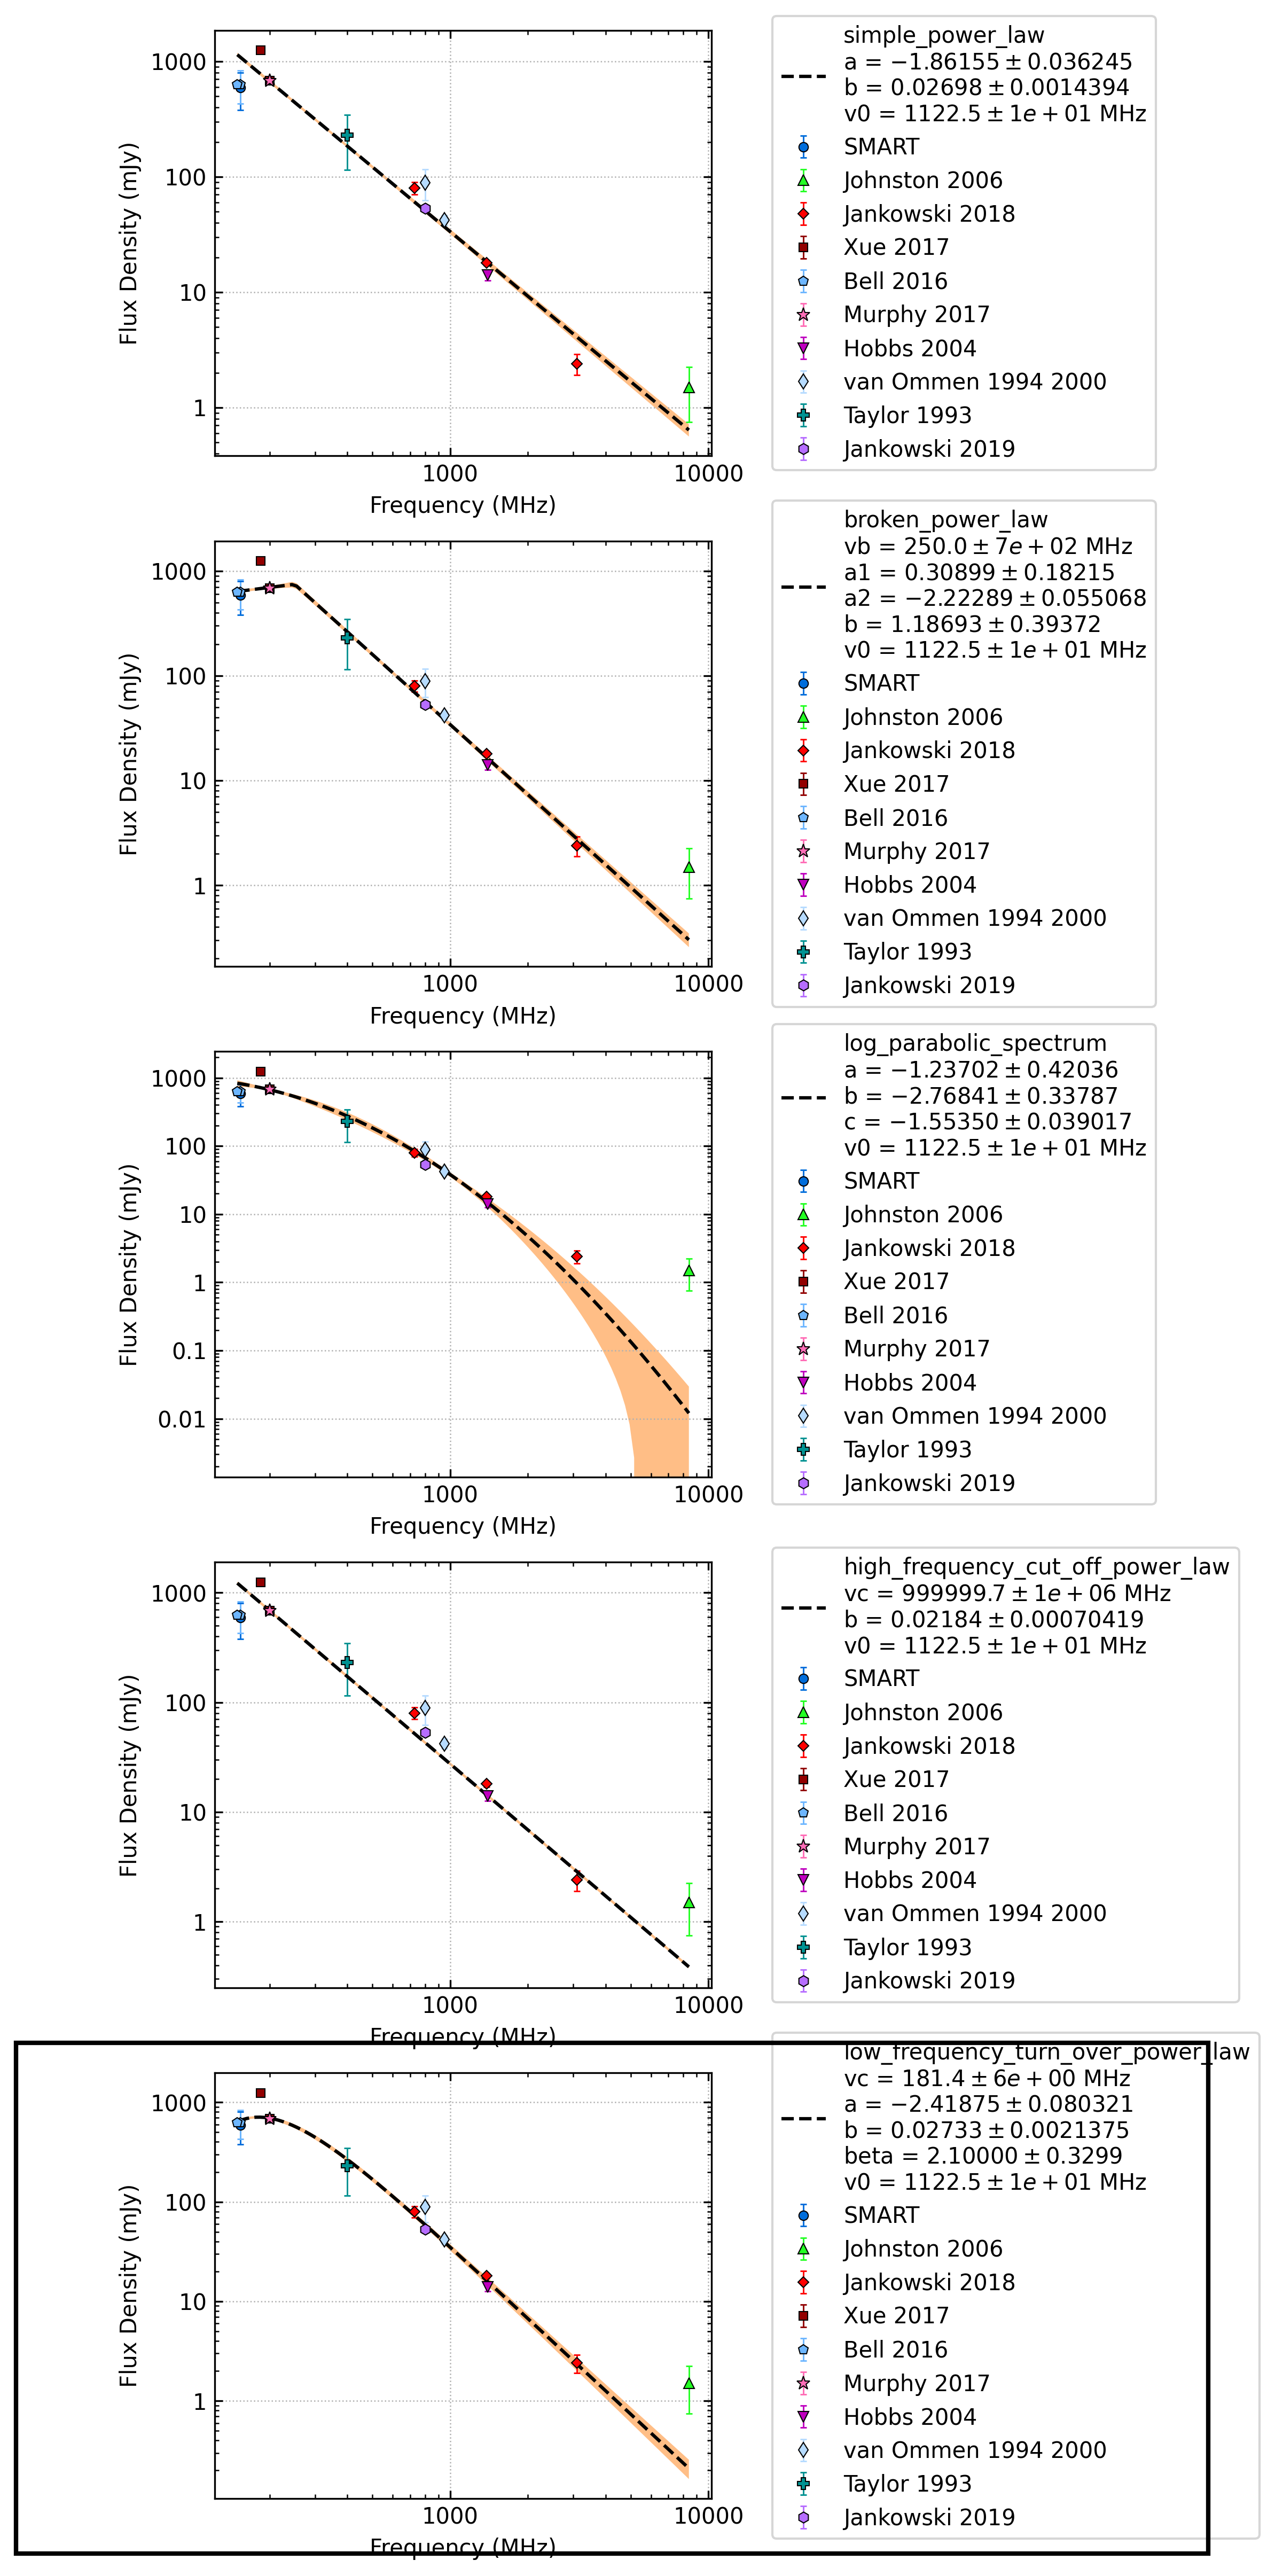 1000
100
10
1
Flux Density (mJy)
1000
10000
Frequency (MHz)
simple_power_law
a = −1.86155 ± 0.036245
b = 0.02698 ± 0.0014394
v0 = 1122.5 ± 1e + 01 MHz
SMART
Johnston 2006
Jankowski 2018
Xue 2017
Bell 2016
Murphy 2017
Hobbs 2004
van Ommen 1994 2000
Taylor 1993
Jankowski 2019
1000
100
10
1
Flux Density (mJy)
1000
10000
Frequency (MHz)
broken_power_law
vb = 250.0 ± 7e + 02 MHz
a1 = 0.30899 ± 0.18215
a2 = −2.22289 ± 0.055068
b = 1.18693 ± 0.39372
v0 = 1122.5 ± 1e + 01 MHz
SMART
Johnston 2006
Jankowski 2018
Xue 2017
Bell 2016
Murphy 2017
Hobbs 2004
van Ommen 1994 2000
Taylor 1993
Jankowski 2019
1000
100
10
1
0.1
0.01
Flux Density (mJy)
1000
10000
Frequency (MHz)
log_parabolic_spectrum
a = −1.23702 ± 0.42036
b = −2.76841 ± 0.33787
c = −1.55350 ± 0.039017
v0 = 1122.5 ± 1e + 01 MHz
SMART
Johnston 2006
Jankowski 2018
Xue 2017
Bell 2016
Murphy 2017
Hobbs 2004
van Ommen 1994 2000
Taylor 1993
Jankowski 2019
1000
100
10
1
Flux Density (mJy)
1000
10000
Frequency (MHz)
high_frequency_cut_off_power_law
vc = 999999.7 ± 1e + 06 MHz
b = 0.02184 ± 0.00070419
v0 = 1122.5 ± 1e + 01 MHz
SMART
Johnston 2006
Jankowski 2018
Xue 2017
Bell 2016
Murphy 2017
Hobbs 2004
van Ommen 1994 2000
Taylor 1993
Jankowski 2019
1000
100
10
1
Flux Density (mJy)
1000
10000
Frequency (MHz)
low_frequency_turn_over_power_law
vc = 181.4 ± 6e + 00 MHz
a = −2.41875 ± 0.080321
b = 0.02733 ± 0.0021375
beta = 2.10000 ± 0.3299
v0 = 1122.5 ± 1e + 01 MHz
SMART
Johnston 2006
Jankowski 2018
Xue 2017
Bell 2016
Murphy 2017
Hobbs 2004
van Ommen 1994 2000
Taylor 1993
Jankowski 2019